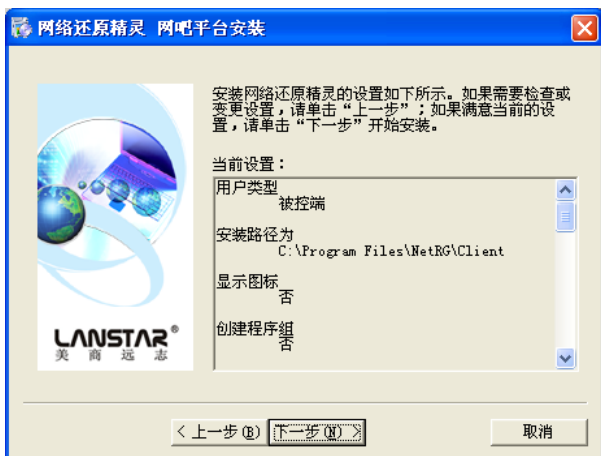 网络还原精灵 网吧平台安装
安装网络还原精灵的设置如下所示。如果需要检查或
变更设置，请单击“上一步”；如果满意当前的设
置，请单击“下一步”开始安装。
当前设置：
用户类型
被控端
安装路径为
C:\Program Files\NetRG\Client
显示图标
否
创建程序组
否
LANSTAR®
美商远志
< 上一步(B)
下一步(N) >
取消